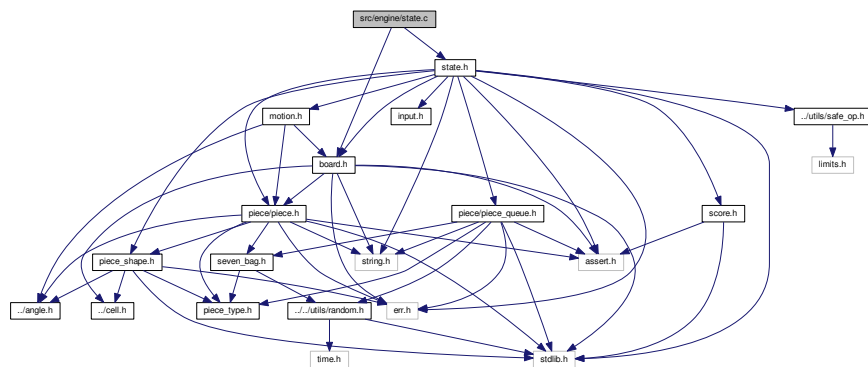 src/engine/state.c
state.h
motion.h
input.h
../utils/safe_op.h
board.h
limits.h
piece/piece.h
piece/piece_queue.h
score.h
piece_shape.h
seven_bag.h
string.h
assert.h
../angle.h
../cell.h
piece_type.h
../../utils/random.h
err.h
time.h
stdlib.h